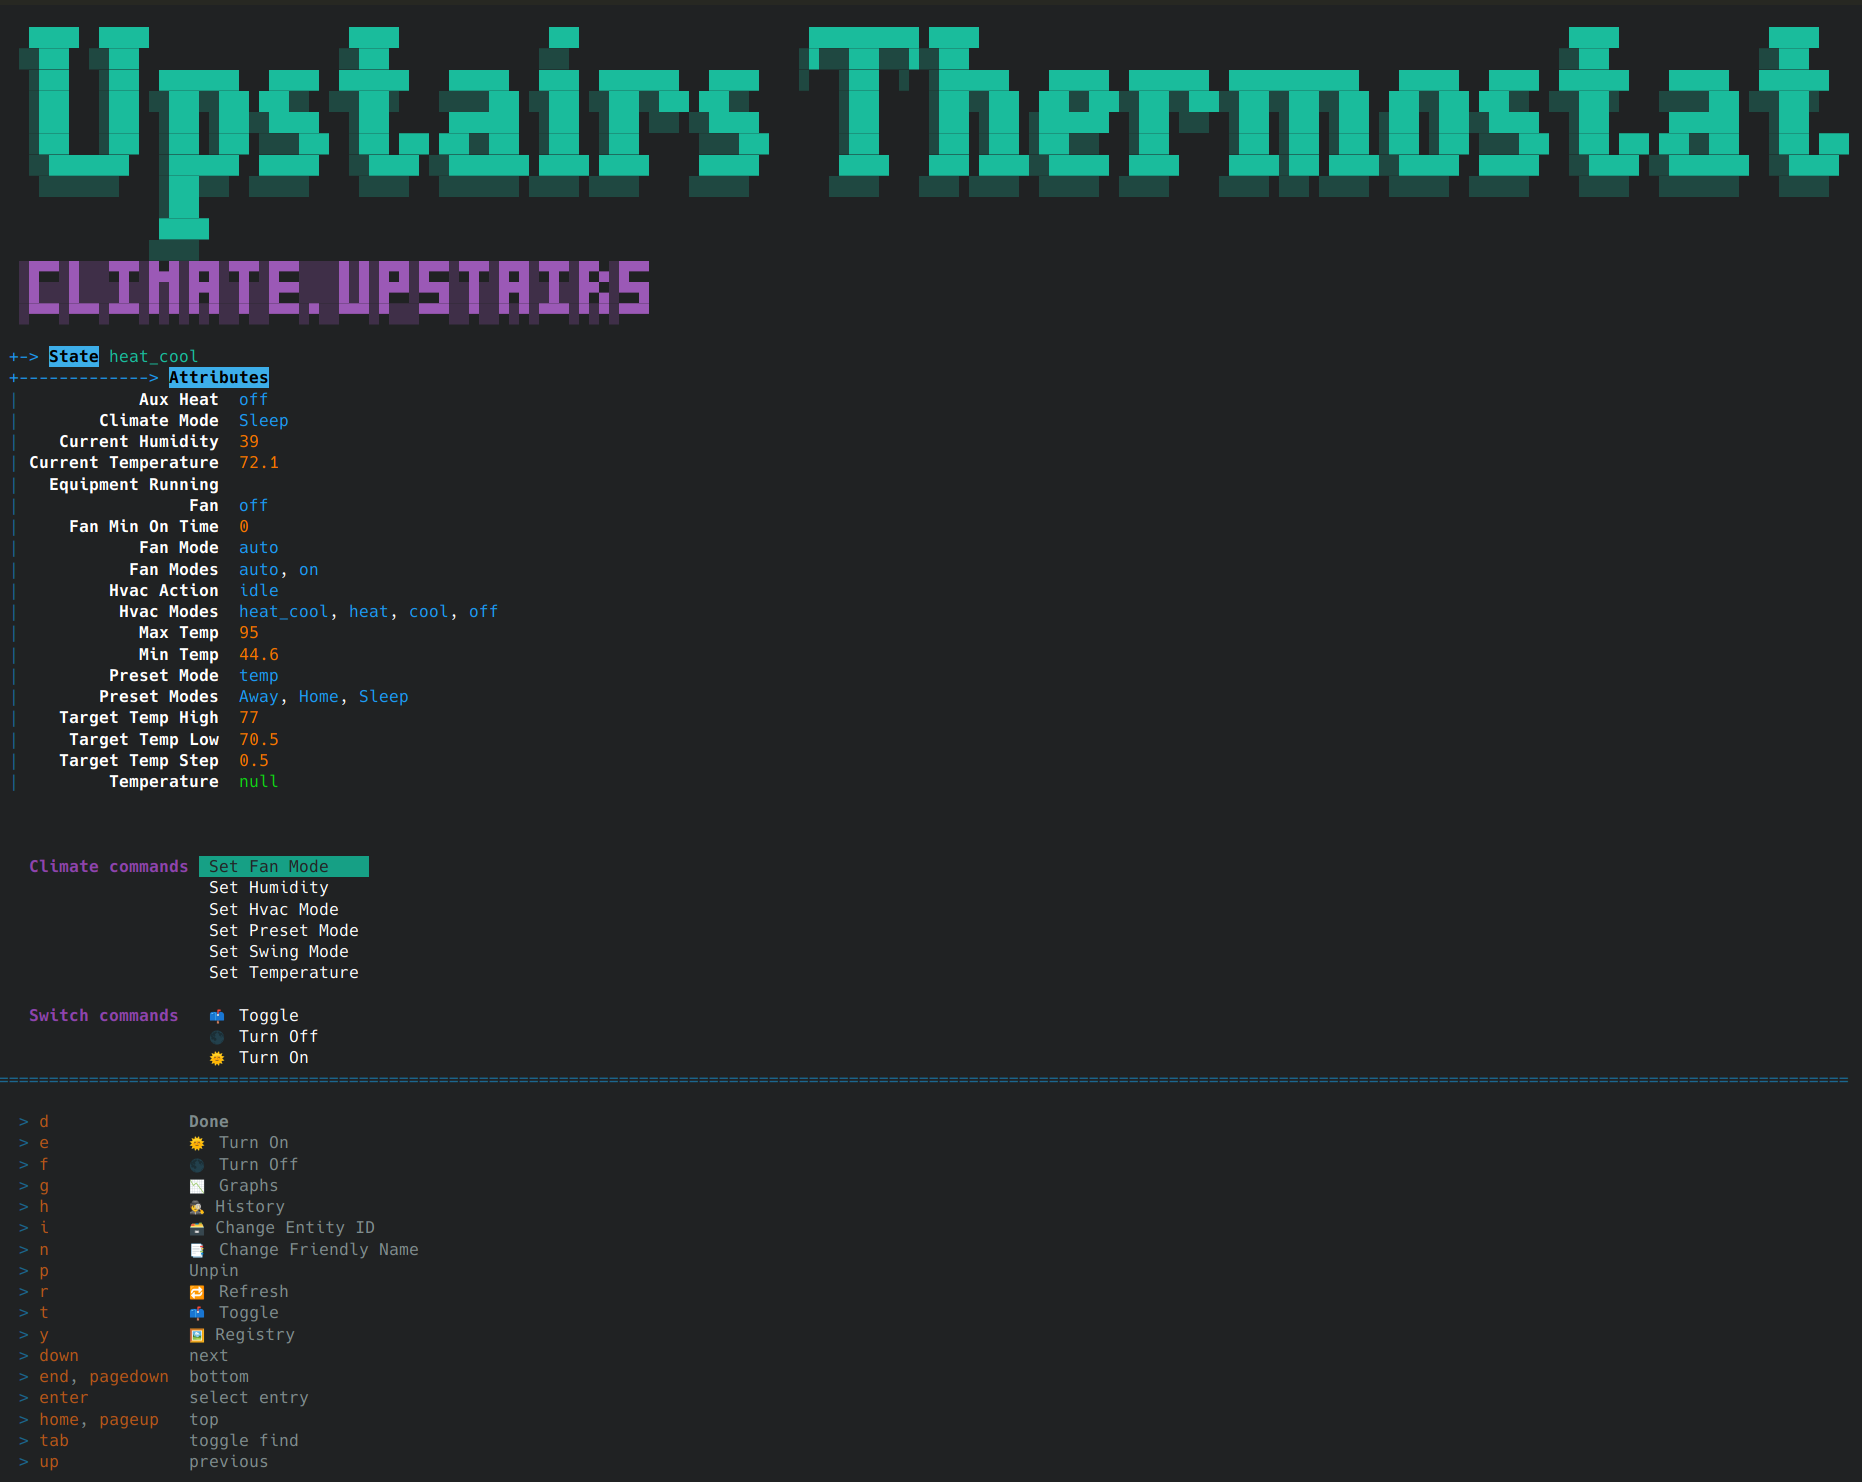 Upstairs Thermostat
CLIMATE.UPSTAIRS
+-> State heat_cool
+-------------> Attributes
| Aux Heat off
| Climate Mode Sleep
| Current Humidity 39
| Current Temperature 72.1
| Equipment Running
| Fan off
| Fan Min On Time 0
| Fan Mode auto
| Fan Modes auto, on
| Hvac Action idle
| Hvac Modes heat_cool, heat, cool, off
| Max Temp 95
| Min Temp 44.6
| Preset Mode temp
| Preset Modes Away, Home, Sleep
| Target Temp High 77
| Target Temp Low 70.5
| Target Temp Step 0.5
| Temperature null
Climate commands Set Fan Mode
Set Humidity
Set Hvac Mode
Set Preset Mode
Set Swing Mode
Set Temperature
Switch commands 📫 Toggle
🌑 Turn Off
🌞 Turn On
> d Done
> e 🌞 Turn On
> f 🌑 Turn Off
> g 📉 Graphs
> h 🕵 History
> i 🗃 Change Entity ID
> n 📑 Change Friendly Name
> p Unpin
> r 🔁 Refresh
> t 📫 Toggle
> y 🖼 Registry
> down next
> end, pagedown bottom
> enter select entry
> home, pageup top
> tab toggle find
> up previous